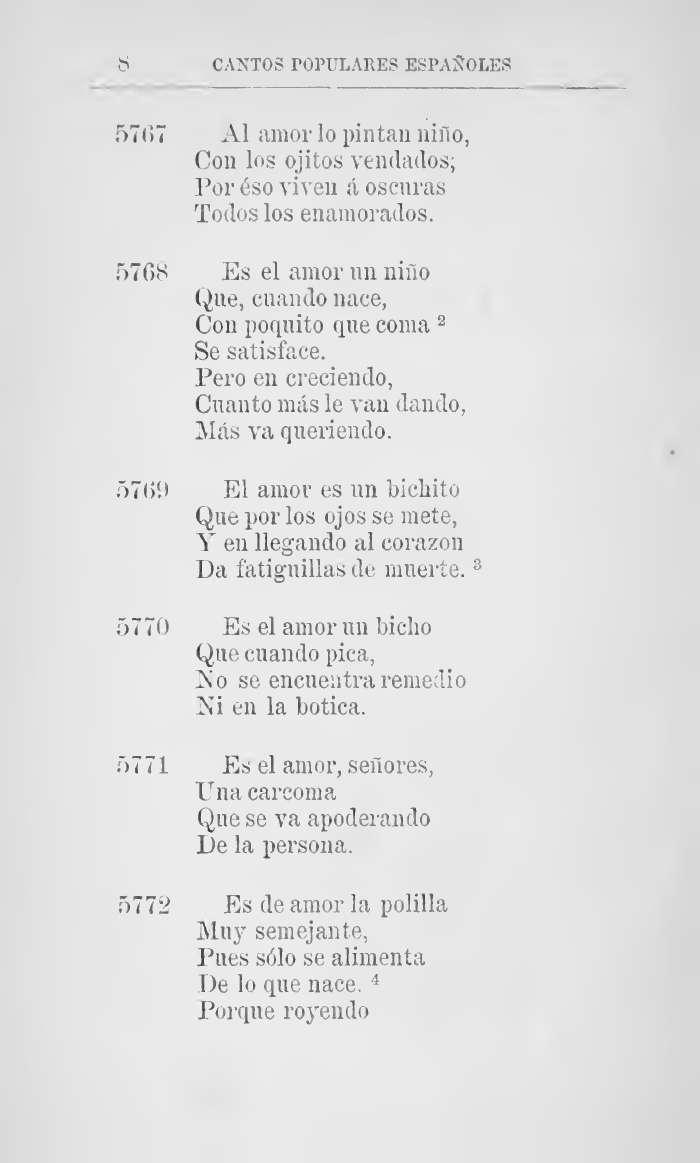 8 CANTOS POPULARES ESPAÑOLES
5767 Al amor lo pintan niño,
Con los ojitos vendados;
Por éso viven á oscuras
Todos los enamorados.
5768 Es el amor un niño
Que, cuando nace,
Con poquito que coma ²
Se satisface.
Pero en creciendo,
Cuanto más le van dando,
Más va queriendo.
5769 El amor es un bichito
Que por los ojos se mete,
Y en llegando al corazon
Da fatiguillas de muerte. ³
5770 Es el amor un bicho
Que cuando pica,
No se encuentra remedio
Ni en la botica.
5771 Es el amor, señores,
Una carcoma
Que se va apoderando
De la persona.
5772 Es de amor la polilla
Muy semejante,
Pues sólo se alimenta
De lo que nace. ⁴
Porque royendo